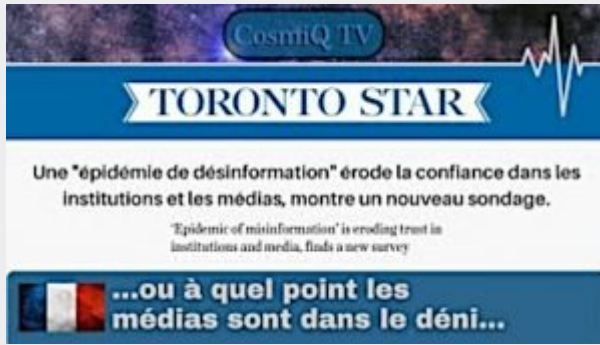 CosmiQ TV
TORONTO STAR
Une "épidémie de désinformation" érode la confiance dans les
institutions et les médias, montre un nouveau sondage.
'Epidemic of misinformation' is eroding trust in
institutions and media, finds a new survey
...ou à quel point les
médias sont dans le déni...